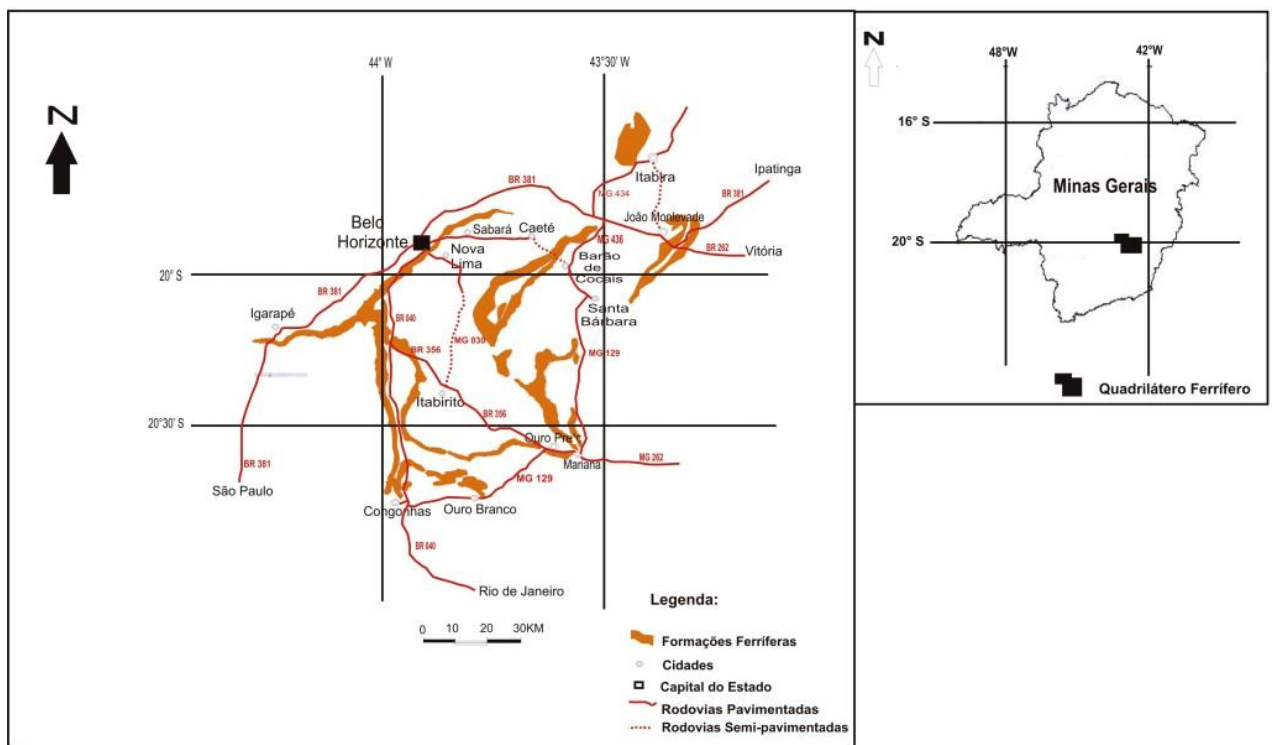 44° W
43°30' W
N
BR 381
Itabira
MG 434
Ipatinga
BR 381
João Monlevade
Belo
Horizonte
Sabará
Caeté
MG 436
Nova
Lima
Barão
de
Cocais
BR 262
Vitória
20° S
BR 381
Igarapé
Santa
Bárbara
BR 040
MG 030
BR 356
MG 129
Itabirito
BR 356
20°30' S
Ouro Preto
Mariana
MG 262
BR 381
São Paulo
MG 129
Congonhas
Ouro Branco
BR 040
Rio de Janeiro
0 10 20 30KM
Legenda:
Formações Ferríferas
Cidades
Capital do Estado
Rodovias Pavimentadas
Rodovias Semi-pavimentadas
N
48°W
42°W
16° S
Minas Gerais
20° S
Quadrilátero Ferrífero